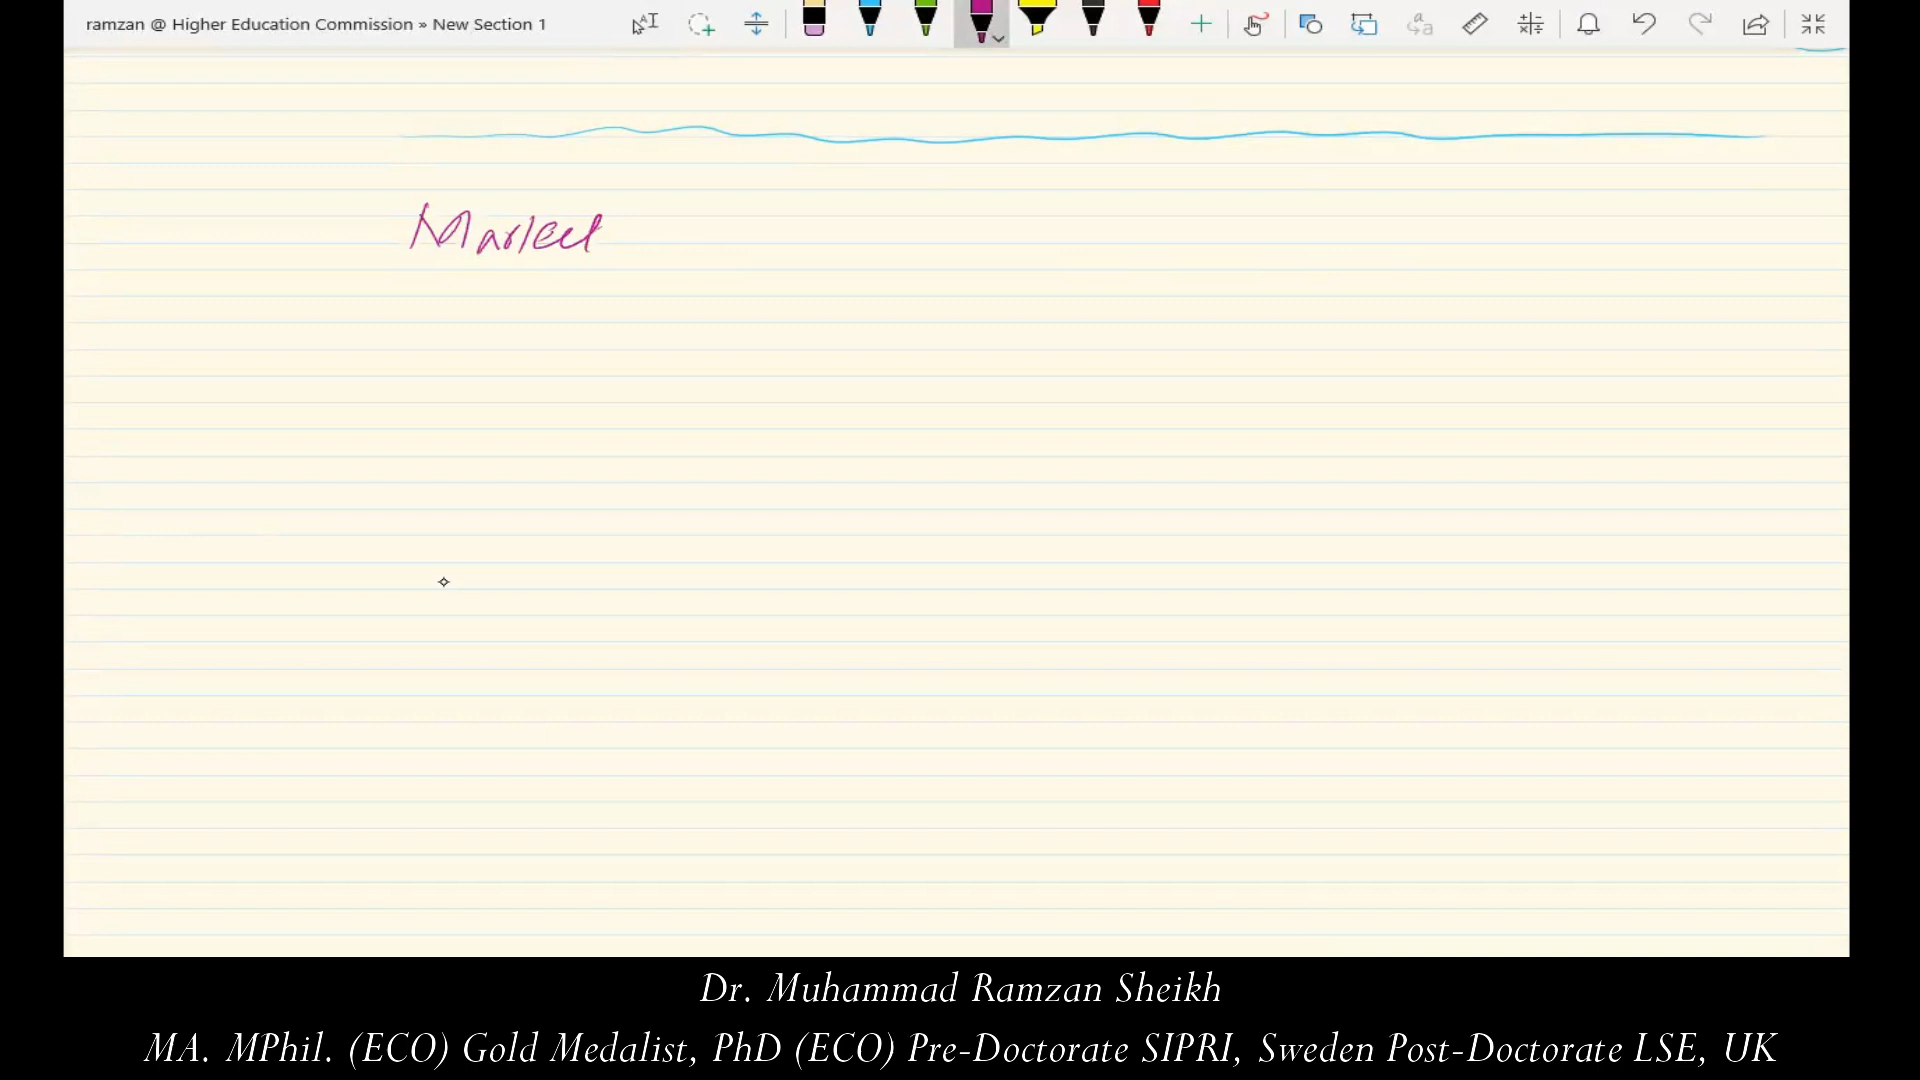 ramzan @ Higher Education Commission » New Section 1
Market
Dr. Muhammad Ramzan Sheikh
MA. MPhil. (ECO) Gold Medalist, PhD (ECO) Pre-Doctorate SIPRI, Sweden Post-Doctorate LSE, UK